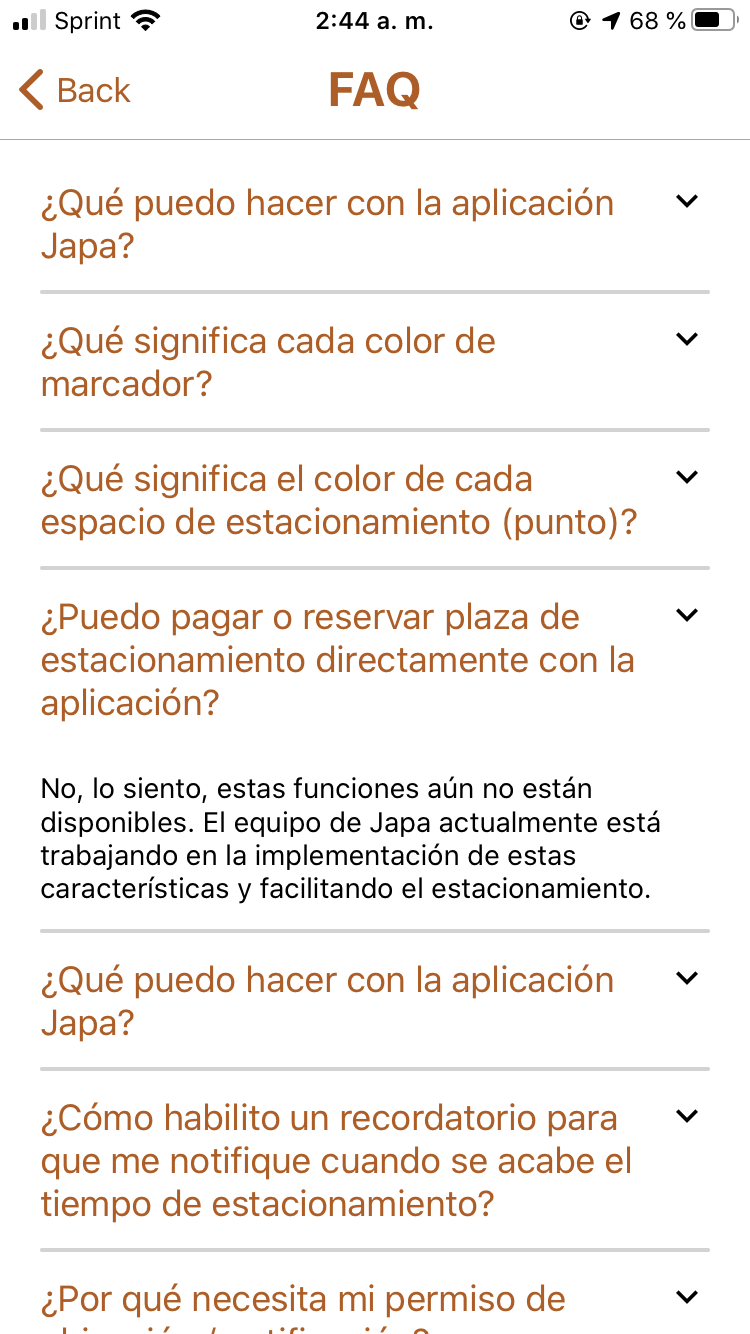 Sprint 2:44 a. m. 68 %
Back FAQ
¿Qué puedo hacer con la aplicación
Japa?
¿Qué significa cada color de
marcador?
¿Qué significa el color de cada
espacio de estacionamiento (punto)?
¿Puedo pagar o reservar plaza de
estacionamiento directamente con la
aplicación?
No, lo siento, estas funciones aún no están
disponibles. El equipo de Japa actualmente está
trabajando en la implementación de estas
características y facilitando el estacionamiento.
¿Qué puedo hacer con la aplicación
Japa?
¿Cómo habilito un recordatorio para
que me notifique cuando se acabe el
tiempo de estacionamiento?
¿Por qué necesita mi permiso de